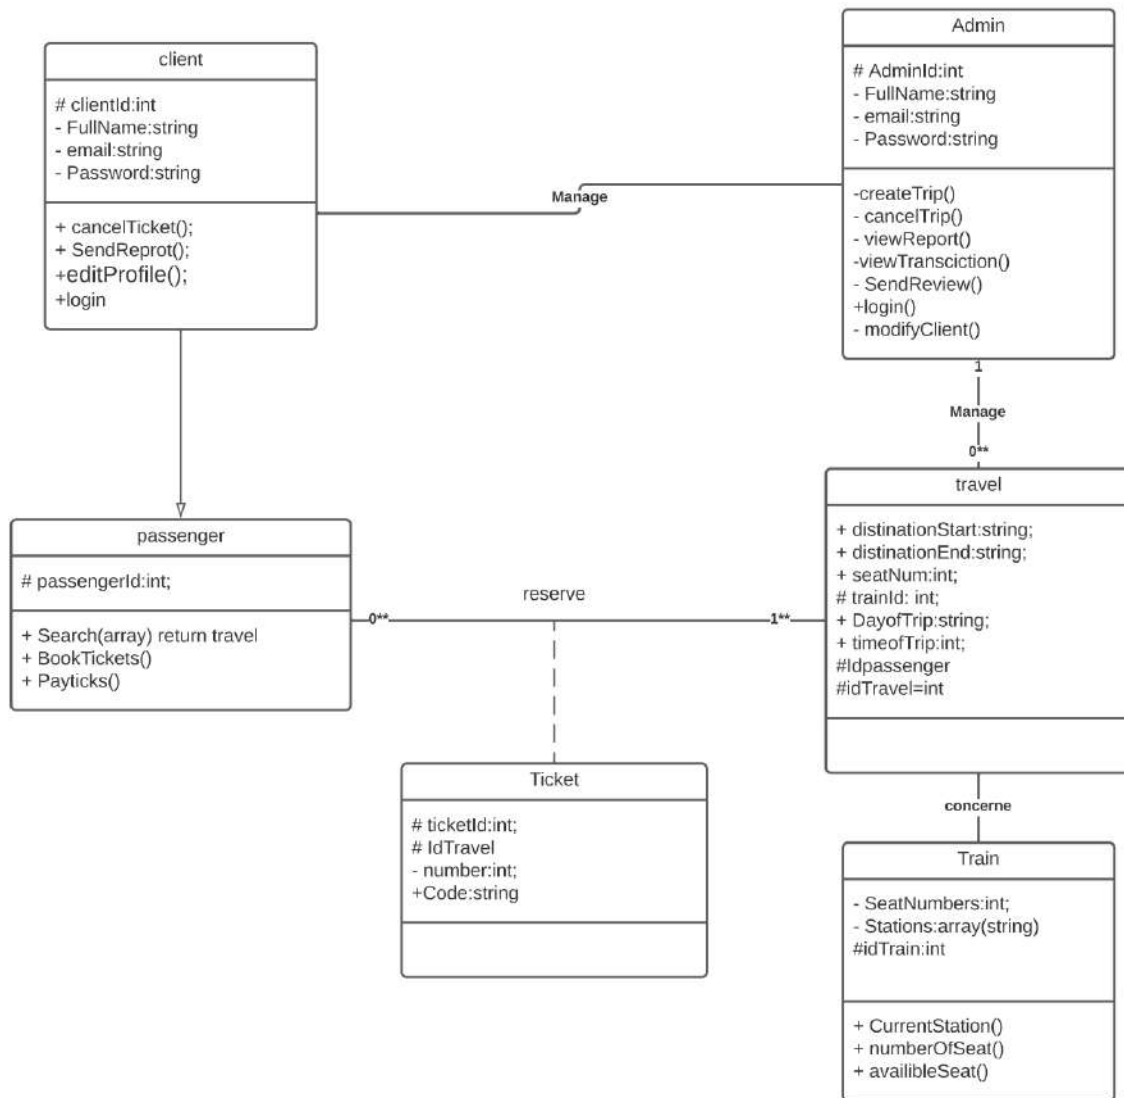 client
# clientId:int
- FullName:string
- email:string
- Password:string
+ cancelTicket();
+ SendReprot();
+editProfile();
+login
Manage
Admin
# AdminId:int
- FullName:string
- email:string
- Password:string
-createTrip()
- cancelTrip()
- viewReport()
-viewTransciction()
- SendReview()
+login()
- modifyClient()
1
Manage
0**
passenger
# passengerId:int;
+ Search(array) return travel
+ BookTickets()
+ Payticks()
0**
reserve
1**
travel
+ distinationStart:string;
+ distinationEnd:string;
+ seatNum:int;
# trainId: int;
+ DayofTrip:string;
+ timeofTrip:int;
#Idpassenger
#idTravel=int
Ticket
# ticketId:int;
# IdTravel
- number:int;
+Code:string
concerne
Train
- SeatNumbers:int;
- Stations:array(string)
#idTrain:int
+ CurrentStation()
+ numberOfSeat()
+ availibleSeat()